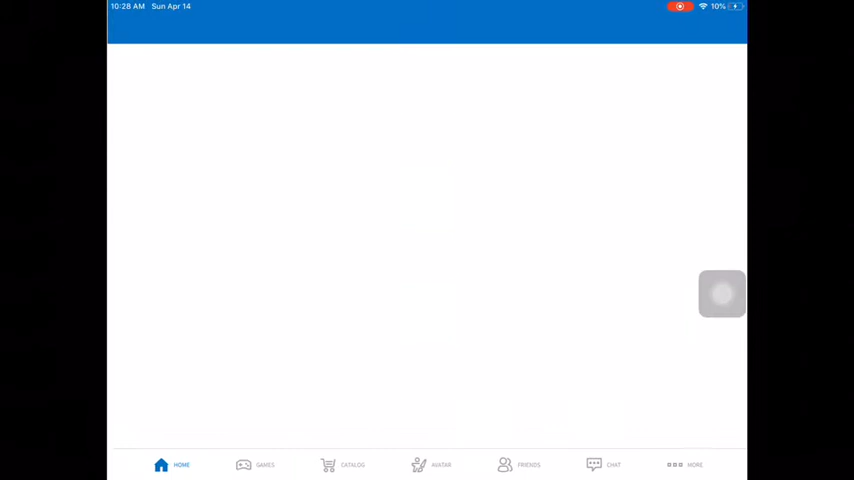 10:28 AM Sun Apr 14 10%
HOME GAMES CATALOG AVATAR FRIENDS CHAT MORE